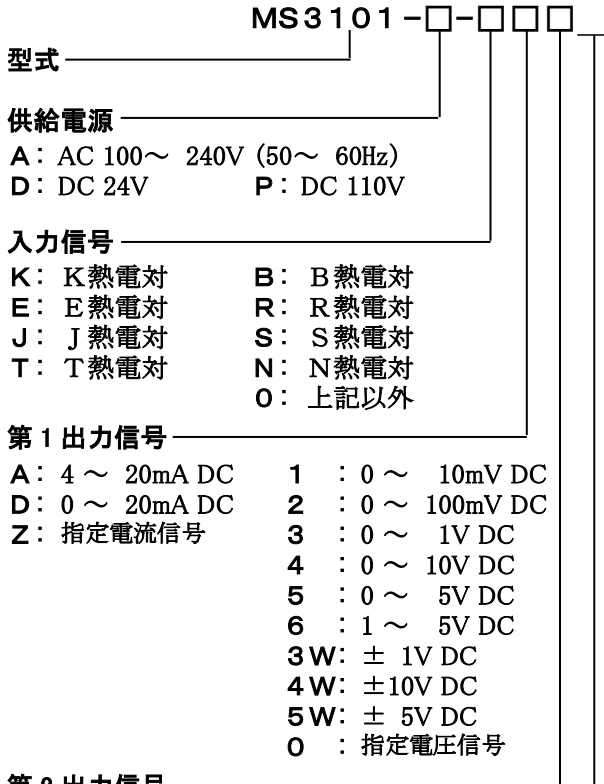 MS3101-□-□□□
型式
供給電源
A： AC 100～ 240V (50～ 60Hz)
D： DC 24V P： DC 110V
入力信号
K： K熱電対 B： B熱電対
E： E熱電対 R： R熱電対
J： J熱電対 S： S熱電対
T： T熱電対 N： N熱電対
0： 上記以外
第1出力信号
A： 4～ 20mA DC 1 ：0～ 10mV DC
D： 0～ 20mA DC 2 ：0～ 100mV DC
Z： 指定電流信号 3 ：0～ 1V DC
4 ：0～ 10V DC
5 ：0～ 5V DC
6 ：1～ 5V DC
3W： ± 1V DC
4W： ±10V DC
5W： ± 5V DC
0 ：指定電圧信号